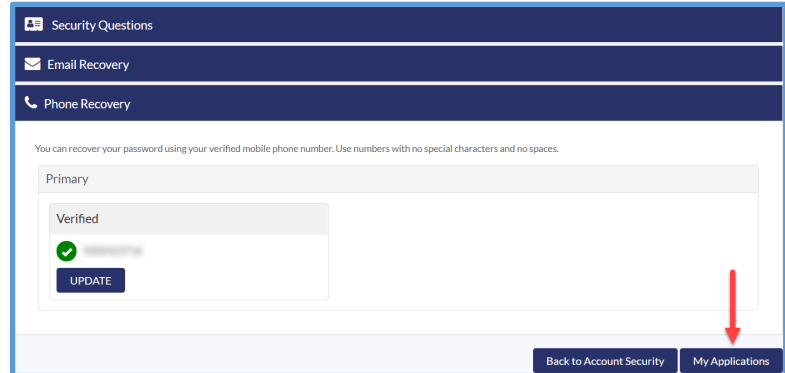 Security Questions
Email Recovery
Phone Recovery
You can recover your password using your verified mobile phone number. Use numbers with no special characters and no spaces.
Primary
Verified
UPDATE
Back to Account Security
My Applications